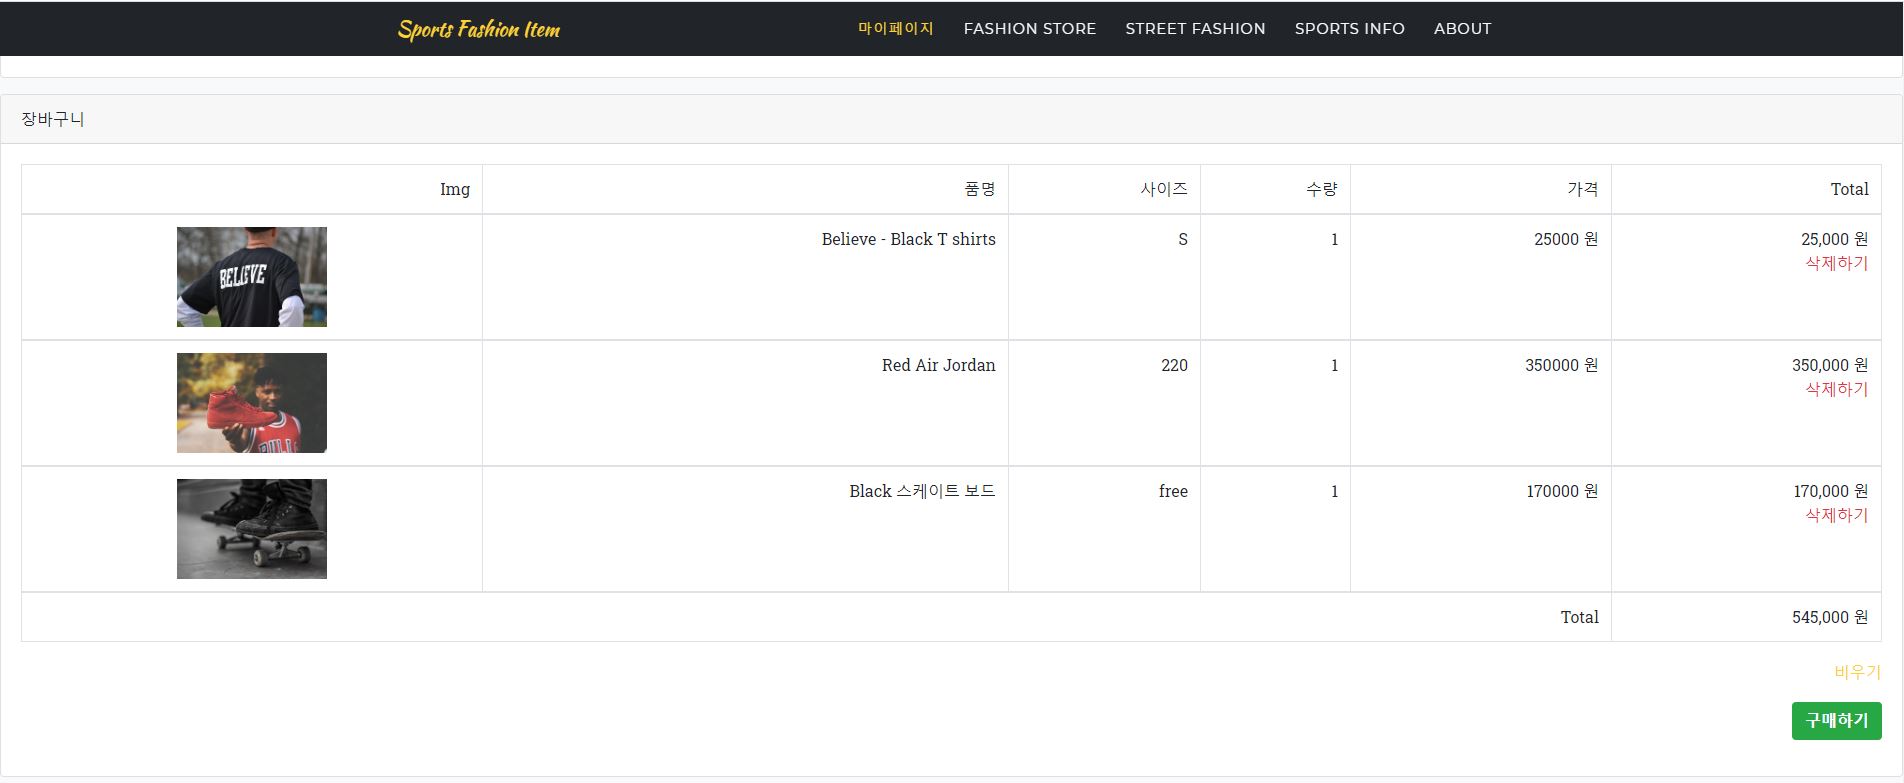 Sports Fashion Item 마이페이지 FASHION STORE STREET FASHION SPORTS INFO ABOUT
장바구니
Img 품명 사이즈 수량 가격 Total
BELIEVE
Believe - Black T shirts S 1 25000 원 25,000 원
삭제하기
Red Air Jordan 220 1 350000 원 350,000 원
삭제하기
BULL
Black 스케이트 보드 free 1 170000 원 170,000 원
삭제하기
Total 545,000 원
비우기
구매하기